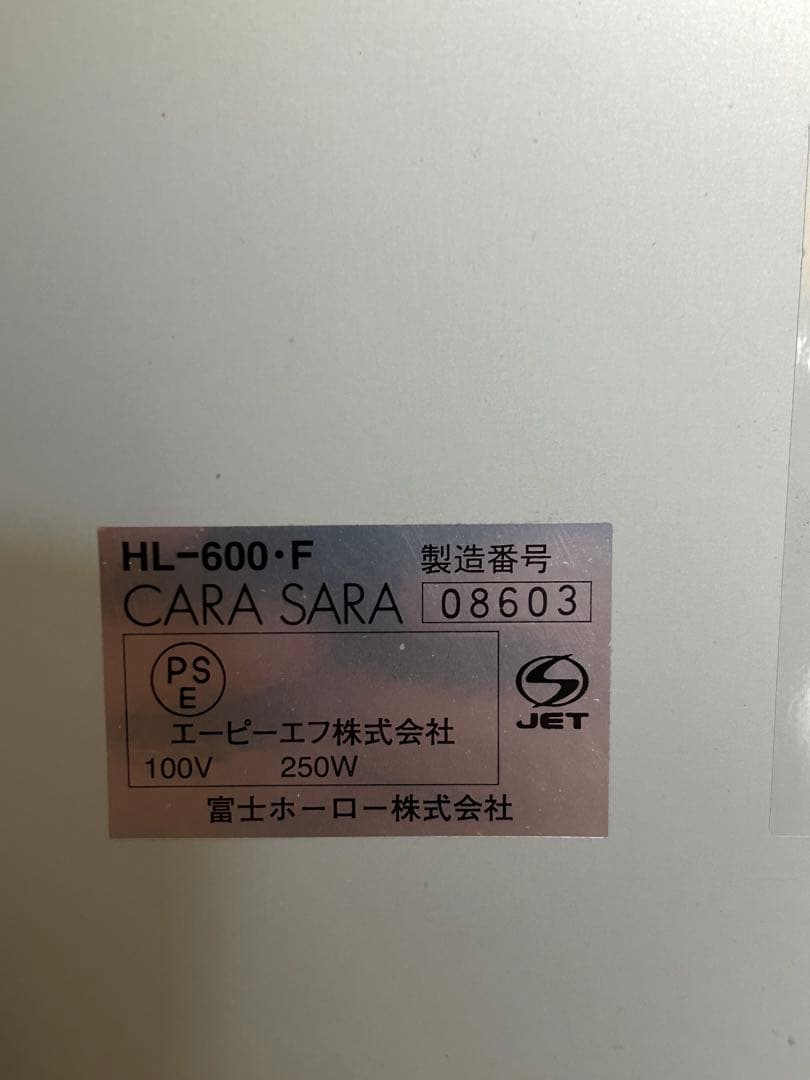 HL-600・F 製造番号
CARA SARA 08603
PS
E
JET
エーピーエフ株式会社
100V 250W
富士ホーロー株式会社